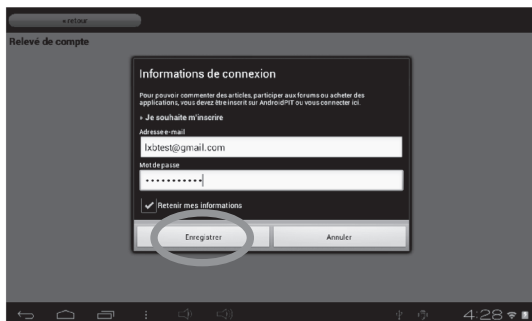 « retour
Relevé de compte
Informations de connexion
Pour pouvoir commenter des articles, participer aux forums ou acheter des
applications, vous devez être inscrit sur AndroidPIT ou vous connecter ici.
» Je souhaite m'inscrire
Adresse e-mail
lxbtest@gmail.com
Mot de passe
•••••••••••
Retenir mes informations
Enregistrer Annuler
4:28